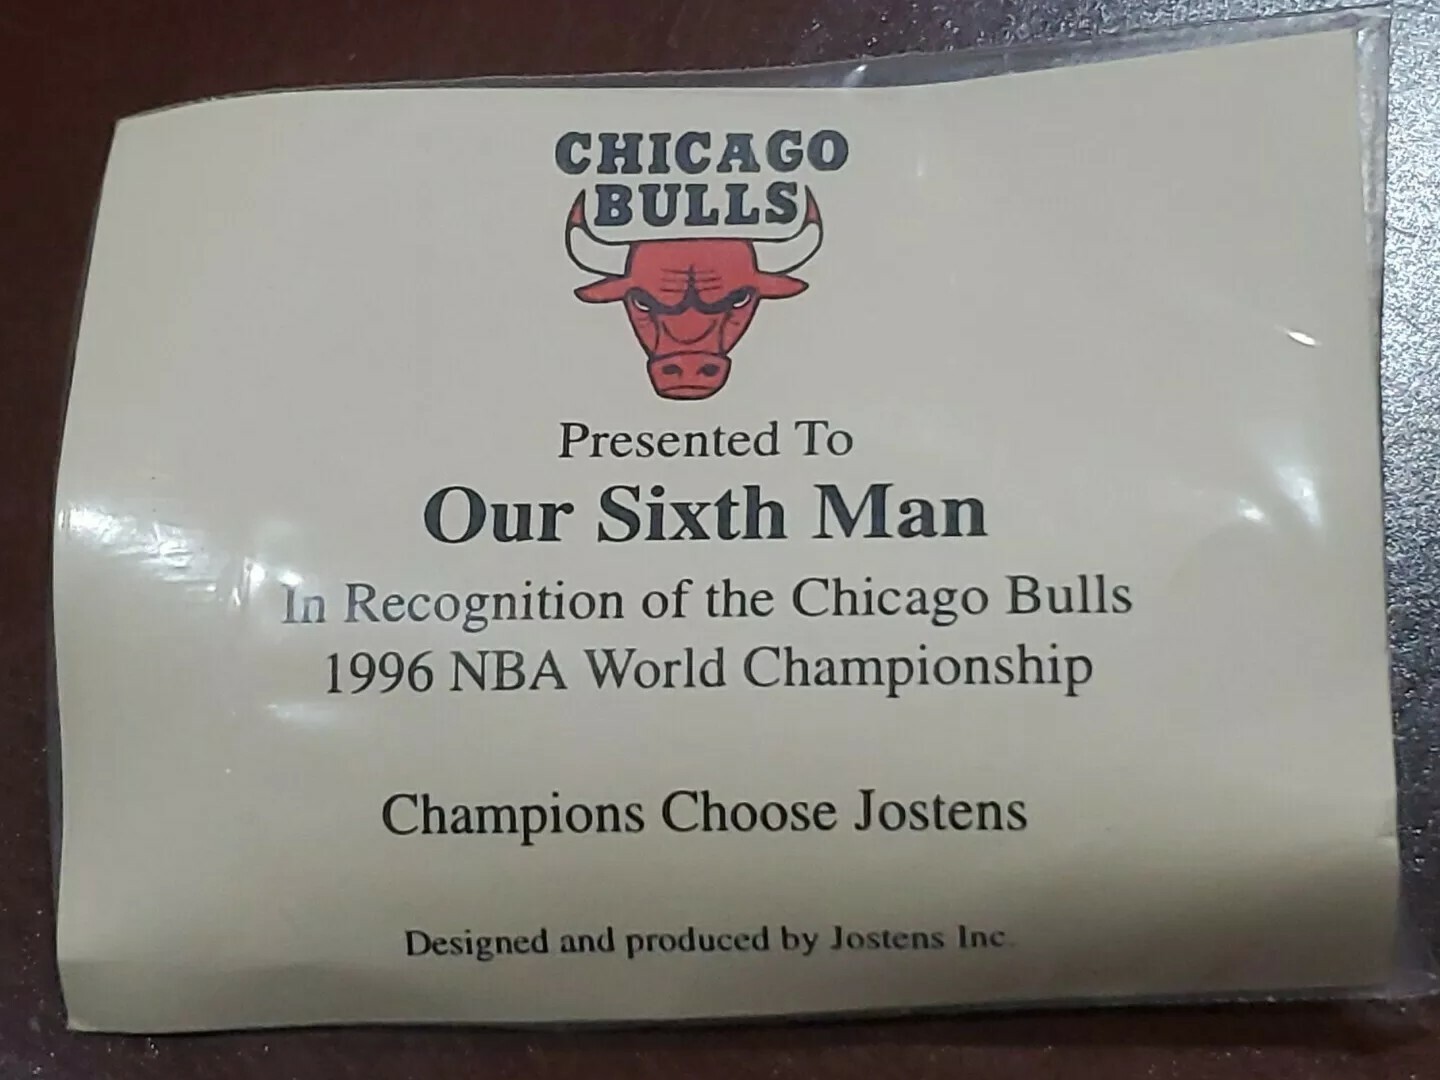 CHICAGO
BULLS
Presented To
Our Sixth Man
In Recognition of the Chicago Bulls
1996 NBA World Championship
Champions Choose Jostens
Designed and produced by Jostens Inc.